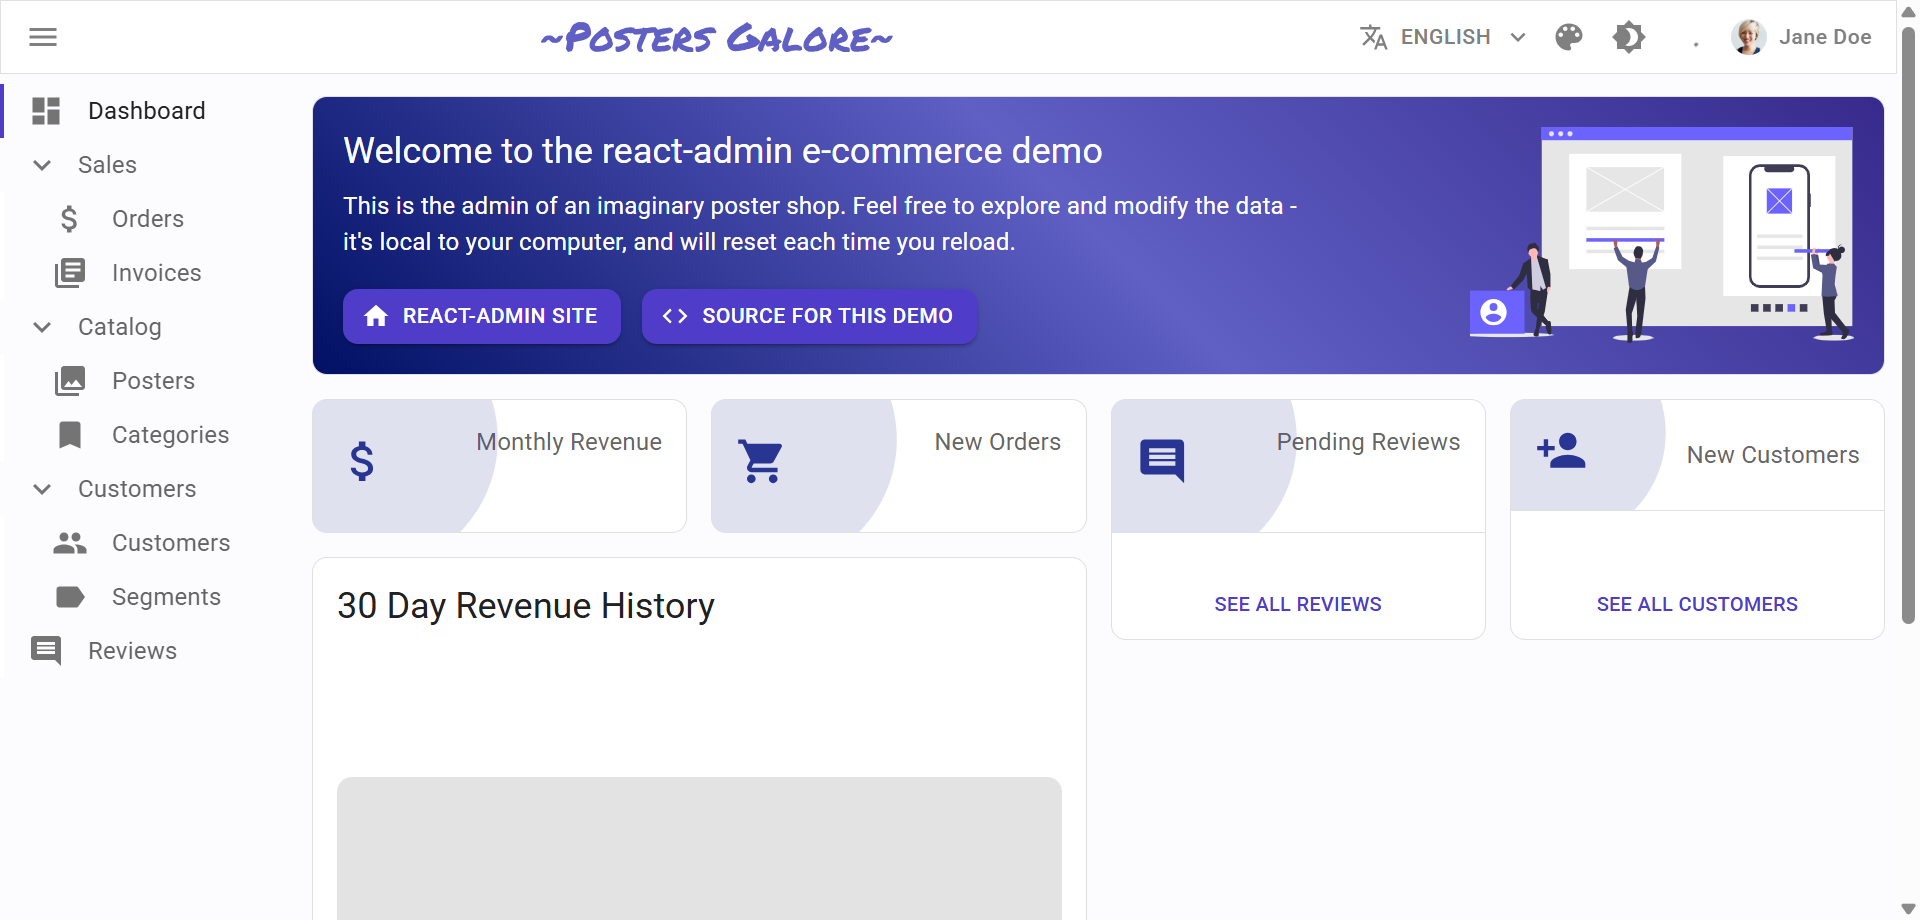 ~Posters Galore~
ENGLISH
Jane Doe
Dashboard
Sales
Orders
Invoices
Catalog
Posters
Categories
Customers
Customers
Segments
Reviews
Welcome to the react-admin e-commerce demo
This is the admin of an imaginary poster shop. Feel free to explore and modify the data -
it's local to your computer, and will reset each time you reload.
REACT-ADMIN SITE
SOURCE FOR THIS DEMO
Monthly Revenue
New Orders
Pending Reviews
New Customers
30 Day Revenue History
SEE ALL REVIEWS
SEE ALL CUSTOMERS